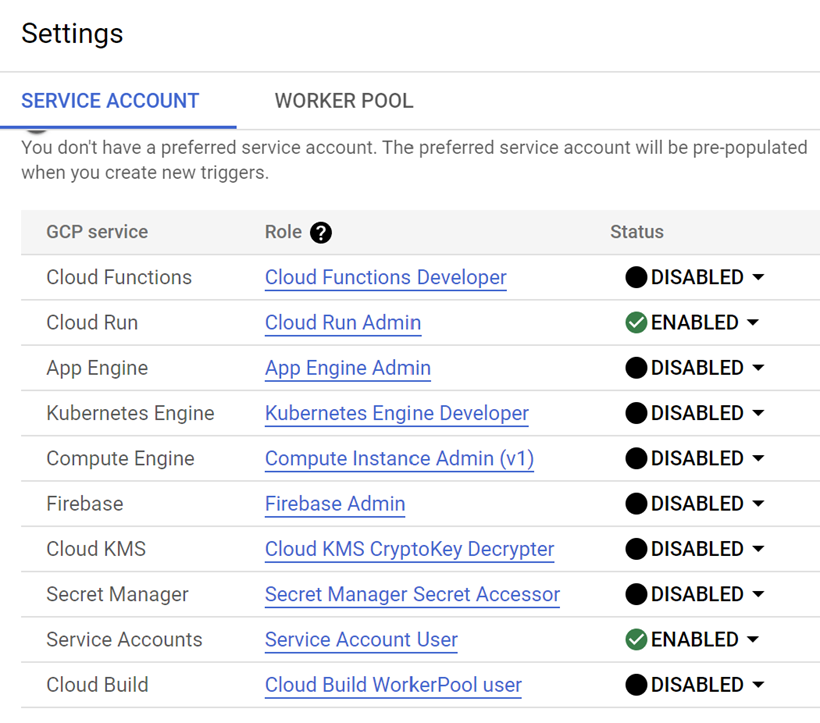 Settings
SERVICE ACCOUNT WORKER POOL
You don't have a preferred service account. The preferred service account will be pre-populated
when you create new triggers.
GCP service Role ? Status
Cloud Functions Cloud Functions Developer DISABLED
Cloud Run Cloud Run Admin ENABLED
App Engine App Engine Admin DISABLED
Kubernetes Engine Kubernetes Engine Developer DISABLED
Compute Engine Compute Instance Admin (v1) DISABLED
Firebase Firebase Admin DISABLED
Cloud KMS Cloud KMS CryptoKey Decrypter DISABLED
Secret Manager Secret Manager Secret Accessor DISABLED
Service Accounts Service Account User ENABLED
Cloud Build Cloud Build WorkerPool user DISABLED